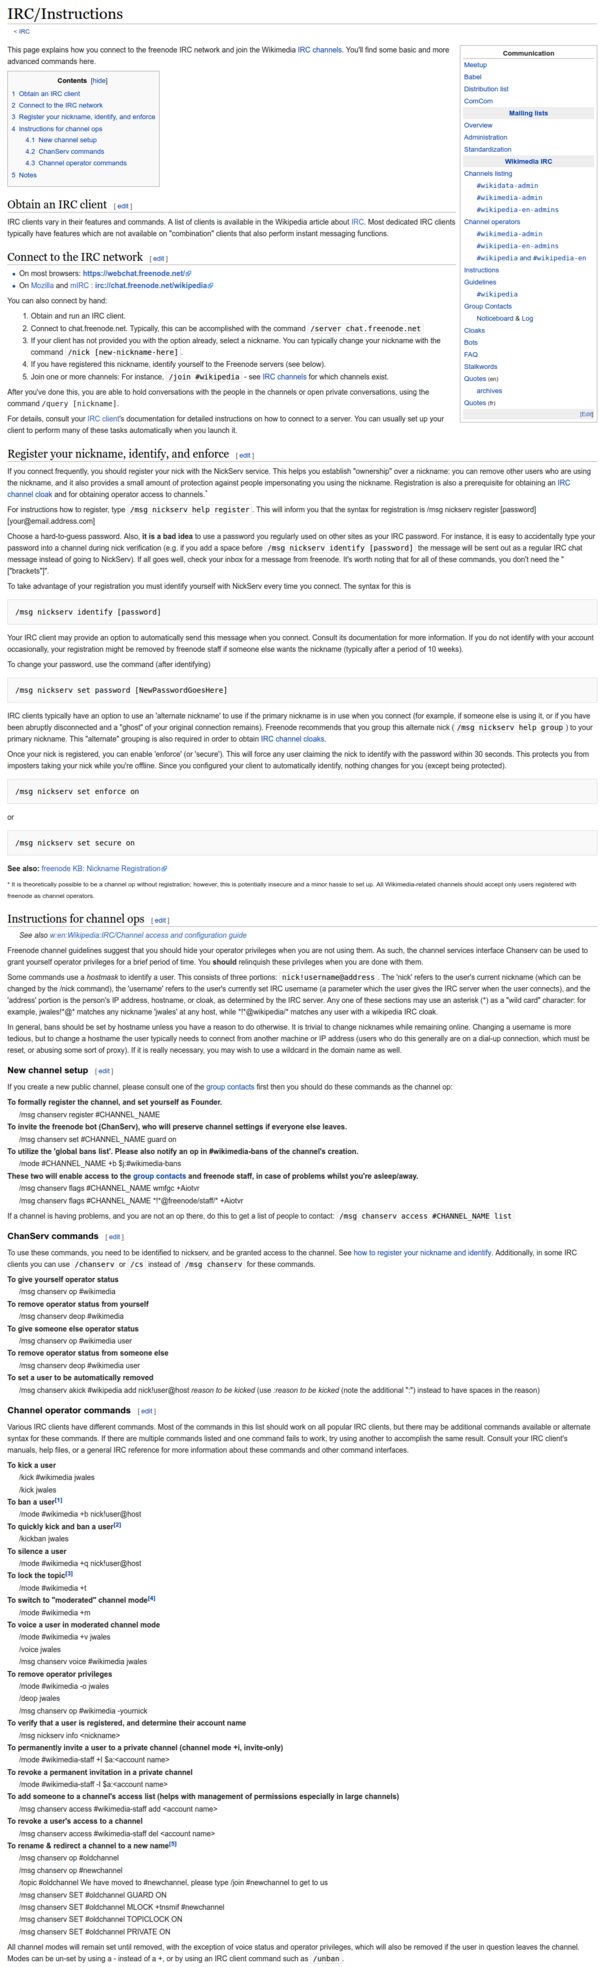 IRC/Instructions
< IRC
This page explains how you connect to the freenode IRC network and join the Wikimedia IRC channels. You'll find some basic and more
advanced commands here.
Contents [hide]
1 Obtain an IRC client
2 Connect to the IRC network
3 Register your nickname, identify, and enforce
4 Instructions for channel ops
4.1 New channel setup
4.2 ChanServ commands
4.3 Channel operator commands
5 Notes
Communication
Meetup
Babel
Distribution list
ComCom
Mailing lists
Overview
Administration
Standardization
Wikimedia IRC
Channels listing
#wikidata-admin
#wikimedia-admin
#wikipedia-en-admins
Channel operators
#wikimedia-admin
#wikipedia-en-admins
#wikipedia and #wikipedia-en
Instructions
Guidelines
#wikipedia
Group Contacts
Noticeboard & Log
Cloaks
Bots
FAQ
Stalkwords
Quotes (en)
archives
Quotes (fr)
[Edit]
Obtain an IRC client [ edit ]
IRC clients vary in their features and commands. A list of clients is available in the Wikipedia article about IRC. Most dedicated IRC clients
typically have features which are not available on "combination" clients that also perform instant messaging functions.
Connect to the IRC network [ edit ]
• On most browsers: https://webchat.freenode.net/
• On Mozilla and mIRC : irc://chat.freenode.net/wikipedia
You can also connect by hand:
1. Obtain and run an IRC client.
2. Connect to chat.freenode.net. Typically, this can be accomplished with the command /server chat.freenode.net
3. If your client has not provided you with the option already, select a nickname. You can typically change your nickname with the
command /nick [new-nickname-here] .
4. If you have registered this nickname, identify yourself to the Freenode servers (see below).
5. Join one or more channels: For instance, /join #wikipedia - see IRC channels for which channels exist.
After you've done this, you are able to hold conversations with the people in the channels or open private conversations, using the
command /query [nickname].
For details, consult your IRC client's documentation for detailed instructions on how to connect to a server. You can usually set up your
client to perform many of these tasks automatically when you launch it.
Register your nickname, identify, and enforce [ edit ]
If you connect frequently, you should register your nick with the NickServ service. This helps you establish "ownership" over a nickname: you can remove other users who are using
the nickname, and it also provides a small amount of protection against people impersonating you using the nickname. Registration is also a prerequisite for obtaining an IRC
channel cloak and for obtaining operator access to channels.*
For instructions how to register, type /msg nickserv help register . This will inform you that the syntax for registration is /msg nickserv register [password]
[your@email.address.com]
Choose a hard-to-guess password. Also, it is a bad idea to use a password you regularly used on other sites as your IRC password. For instance, it is easy to accidentally type your
password into a channel during nick verification (e.g. if you add a space before /msg nickserv identify [password] the message will be sent out as a regular IRC chat
message instead of going to NickServ). If all goes well, check your inbox for a message from freenode. It's worth noting that for all of these commands, you don't need the "
["brackets"]".
To take advantage of your registration you must identify yourself with NickServ every time you connect. The syntax for this is
/msg nickserv identify [password]
Your IRC client may provide an option to automatically send this message when you connect. Consult its documentation for more information. If you do not identify with your account
occasionally, your registration might be removed by freenode staff if someone else wants the nickname (typically after a period of 10 weeks).
To change your password, use the command (after identifying)
/msg nickserv set password [NewPasswordGoesHere]
IRC clients typically have an option to use an 'alternate nickname' to use if the primary nickname is in use when you connect (for example, if someone else is using it, or if you have
been abruptly disconnected and a "ghost" of your original connection remains). Freenode recommends that you group this alternate nick ( /msg nickserv help group ) to your
primary nickname. This "alternate" grouping is also required in order to obtain IRC channel cloaks.
Once your nick is registered, you can enable 'enforce' (or 'secure'). This will force any user claiming the nick to identify with the password within 30 seconds. This protects you from
imposters taking your nick while you're offline. Since you configured your client to automatically identify, nothing changes for you (except being protected).
/msg nickserv set enforce on
or
/msg nickserv set secure on
See also: freenode KB: Nickname Registration
* It is theoretically possible to be a channel op without registration; however, this is potentially insecure and a minor hassle to set up. All Wikimedia-related channels should accept only users registered with
freenode as channel operators.
Instructions for channel ops [ edit ]
See also w:en:Wikipedia:IRC/Channel access and configuration guide
Freenode channel guidelines suggest that you should hide your operator privileges when you are not using them. As such, the channel services interface Chanserv can be used to
grant yourself operator privileges for a brief period of time. You should relinquish these privileges when you are done with them.
Some commands use a hostmask to identify a user. This consists of three portions: nick!username@address . The 'nick' refers to the user's current nickname (which can be
changed by the /nick command), the 'username' refers to the user's currently set IRC username (a parameter which the user gives the IRC server when the user connects), and the
'address' portion is the person's IP address, hostname, or cloak, as determined by the IRC server. Any one of these sections may use an asterisk (*) as a "wild card" character: for
example, jwales!*@* matches any nickname 'jwales' at any host, while *!*@wikipedia/* matches any user with a wikipedia IRC cloak.
In general, bans should be set by hostname unless you have a reason to do otherwise. It is trivial to change nicknames while remaining online. Changing a username is more
tedious, but to change a hostname the user typically needs to connect from another machine or IP address (users who do this generally are on a dial-up connection, which must be
reset, or abusing some sort of proxy). If it is really necessary, you may wish to use a wildcard in the domain name as well.
New channel setup [ edit ]
If you create a new public channel, please consult one of the group contacts first then you should do these commands as the channel op:
To formally register the channel, and set yourself as Founder.
/msg chanserv register #CHANNEL_NAME
To invite the freenode bot (ChanServ), who will preserve channel settings if everyone else leaves.
/msg chanserv set #CHANNEL_NAME guard on
To utilize the 'global bans list'. Please also notify an op in #wikimedia-bans of the channel's creation.
/mode #CHANNEL_NAME +b $j:#wikimedia-bans
These two will enable access to the group contacts and freenode staff, in case of problems whilst you're asleep/away.
/msg chanserv flags #CHANNEL_NAME wmfgc +Aiotvr
/msg chanserv flags #CHANNEL_NAME *!*@freenode/staff/* +Aiotvr
If a channel is having problems, and you are not an op there, do this to get a list of people to contact: /msg chanserv access #CHANNEL_NAME list
ChanServ commands [ edit ]
To use these commands, you need to be identified to nickserv, and be granted access to the channel. See how to register your nickname and identify. Additionally, in some IRC
clients you can use /chanserv or /cs instead of /msg chanserv for these commands.
To give yourself operator status
/msg chanserv op #wikimedia
To remove operator status from yourself
/msg chanserv deop #wikimedia
To give someone else operator status
/msg chanserv op #wikimedia user
To remove operator status from someone else
/msg chanserv deop #wikimedia user
To set a user to be automatically removed
/msg chanserv akick #wikipedia add nick!user@host reason to be kicked (use :reason to be kicked (note the additional ":") instead to have spaces in the reason)
Channel operator commands [ edit ]
Various IRC clients have different commands. Most of the commands in this list should work on all popular IRC clients, but there may be additional commands available or alternate
syntax for these commands. If there are multiple commands listed and one command fails to work, try using another to accomplish the same result. Consult your IRC client's
manuals, help files, or a general IRC reference for more information about these commands and other command interfaces.
To kick a user
/kick #wikimedia jwales
/kick jwales
To ban a user[1]
/mode #wikimedia +b nick!user@host
To quickly kick and ban a user[2]
/kickban jwales
To silence a user
/mode #wikimedia +q nick!user@host
To lock the topic[3]
/mode #wikimedia +t
To switch to "moderated" channel mode[4]
/mode #wikimedia +m
To voice a user in moderated channel mode
/mode #wikimedia +v jwales
/voice jwales
/msg chanserv voice #wikimedia jwales
To remove operator privileges
/mode #wikimedia -o jwales
/deop jwales
/msg chanserv op #wikimedia -yournick
To verify that a user is registered, and determine their account name
/msg nickserv info <nickname>
To permanently invite a user to a private channel (channel mode +i, invite-only)
/mode #wikimedia-staff +I $a:<account name>
To revoke a permanent invitation in a private channel
/mode #wikimedia-staff -I $a:<account name>
To add someone to a channel's access list (helps with management of permissions especially in large channels)
/msg chanserv access #wikimedia-staff add <account name>
To revoke a user's access to a channel
/msg chanserv access #wikimedia-staff del <account name>
To rename & redirect a channel to a new name[5]
/msg chanserv op #oldchannel
/msg chanserv op #newchannel
/topic #oldchannel We have moved to #newchannel, please type /join #newchannel to get to us
/msg chanserv SET #oldchannel GUARD ON
/msg chanserv SET #oldchannel MLOCK +tnsmif #newchannel
/msg chanserv SET #oldchannel TOPICLOCK ON
/msg chanserv SET #oldchannel PRIVATE ON
All channel modes will remain set until removed, with the exception of voice status and operator privileges, which will also be removed if the user in question leaves the channel.
Modes can be un-set by using a - instead of a +, or by using an IRC client command such as /unban .